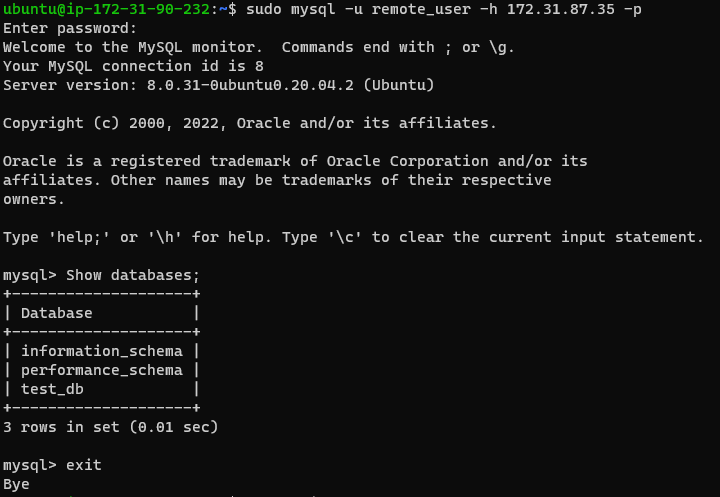 ubuntu@ip-172-31-90-232:~$ sudo mysql -u remote_user -h 172.31.87.35 -p
Enter password:
Welcome to the MySQL monitor.  Commands end with ; or \g.
Your MySQL connection id is 8
Server version: 8.0.31-0ubuntu0.20.04.2 (Ubuntu)

Copyright (c) 2000, 2022, Oracle and/or its affiliates.

Oracle is a registered trademark of Oracle Corporation and/or its
affiliates. Other names may be trademarks of their respective
owners.

Type 'help;' or '\h' for help. Type '\c' to clear the current input statement.

mysql> Show databases;
+--------------------+
| Database           |
+--------------------+
| information_schema |
| performance_schema |
| test_db            |
+--------------------+
3 rows in set (0.01 sec)

mysql> exit
Bye